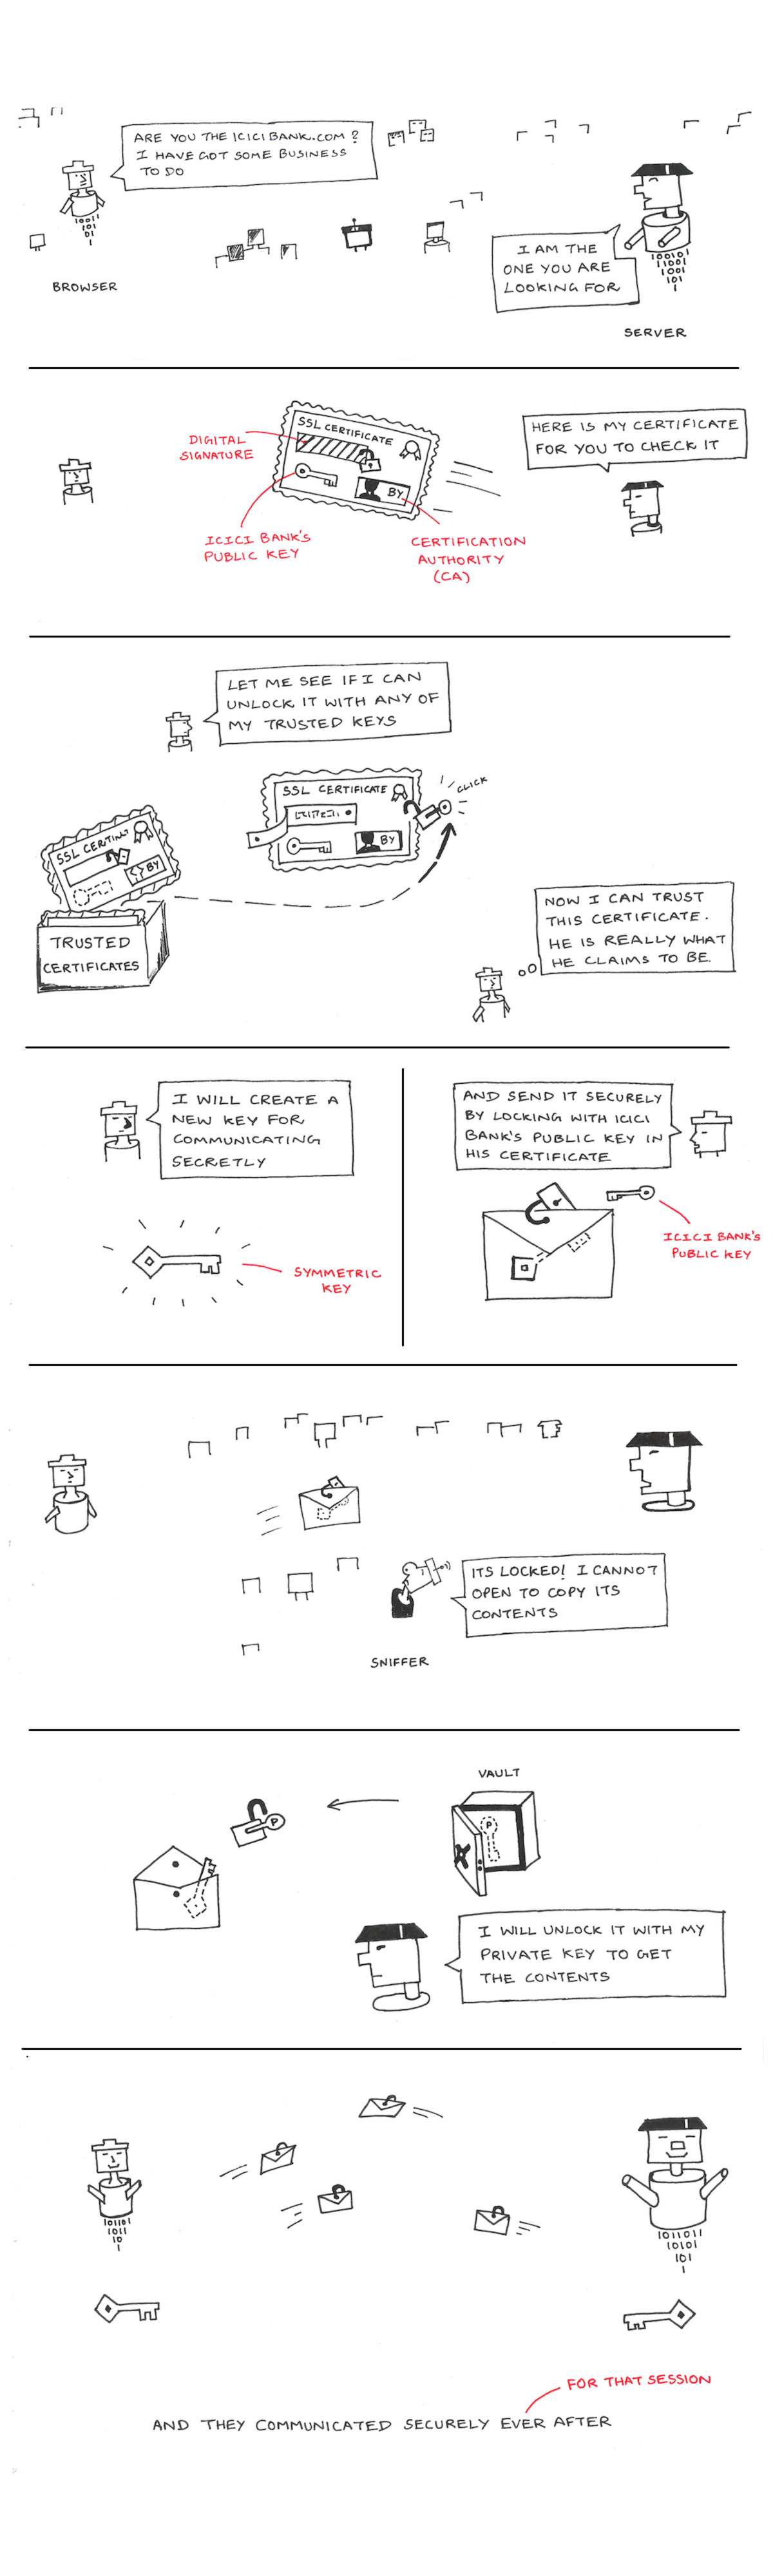 ARE YOU THE ICICIBANK.COM ?
I HAVE GOT SOME BUSINESS
TO DO
10011
101
01
1
BROWSER
I AM THE
ONE YOU ARE
LOOKING FOR
100101
11001
1001
101
1
SERVER
HERE IS MY CERTIFICATE
FOR YOU TO CHECK IT
SSL CERTIFICATE
BY
DIGITAL
SIGNATURE
ICICI BANK'S
PUBLIC KEY
CERTIFICATION
AUTHORITY
(CA)
LET ME SEE IF I CAN
UNLOCK IT WITH ANY OF
MY TRUSTED KEYS
SSL CERTIFICATE
BY
CLICK
BY
TRUSTED
CERTIFICATES
NOW I CAN TRUST
THIS CERTIFICATE.
HE IS REALLY WHAT
HE CLAIMS TO BE.
I WILL CREATE A
NEW KEY FOR
COMMUNICATING
SECRETLY
SYMMETRIC
KEY
AND SEND IT SECURELY
BY LOCKING WITH ICICI
BANK'S PUBLIC KEY IN
HIS CERTIFICATE
ICICI BANK'S
PUBLIC KEY
ITS LOCKED! I CANNOT
OPEN TO COPY ITS
CONTENTS
SNIFFER
VAULT
P
P
I WILL UNLOCK IT WITH MY
PRIVATE KEY TO GET
THE CONTENTS
101101
1011
10
1
1011011
10101
101
1
FOR THAT SESSION
AND THEY COMMUNICATED SECURELY EVER AFTER